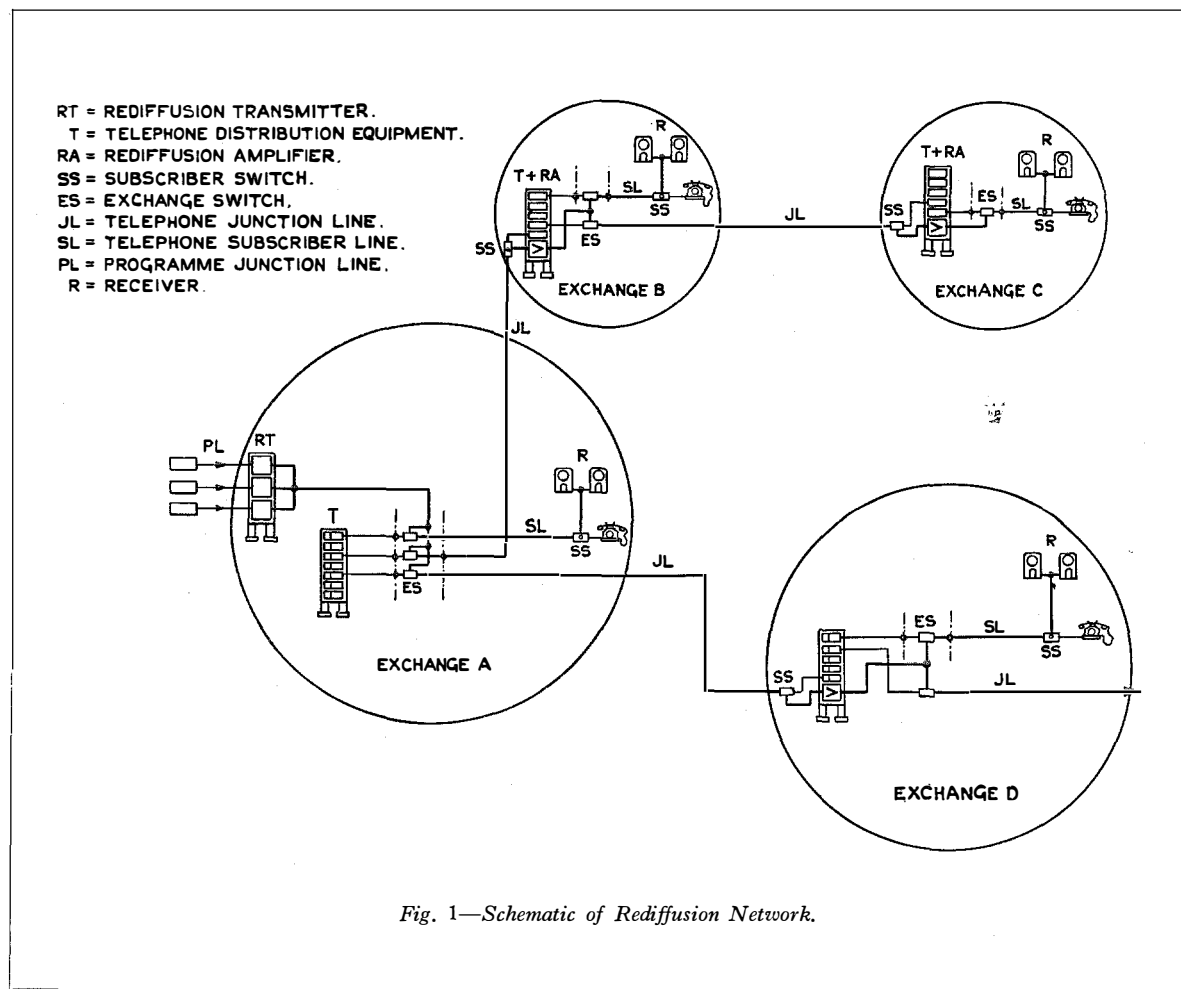 RT = REDIFFUSION TRANSMITTER.
T = TELEPHONE DISTRIBUTION EQUIPMENT.
RA = REDIFFUSION AMPLIFIER.
SS = SUBSCRIBER SWITCH.
ES = EXCHANGE SWITCH.
JL = TELEPHONE JUNCTION LINE.
SL = TELEPHONE SUBSCRIBER LINE.
PL = PROGRAMME JUNCTION LINE.
R = RECEIVER.
R
T+RA
SL
SS
ES
SS
EXCHANGE B
JL
R
T+RA
ES
SL
SS
SS
EXCHANGE C
JL
PL
RT
R
T
SL
SS
ES
JL
EXCHANGE A
R
ES
SL
SS
SS
JL
EXCHANGE D
Fig. 1—Schematic of Rediffusion Network.